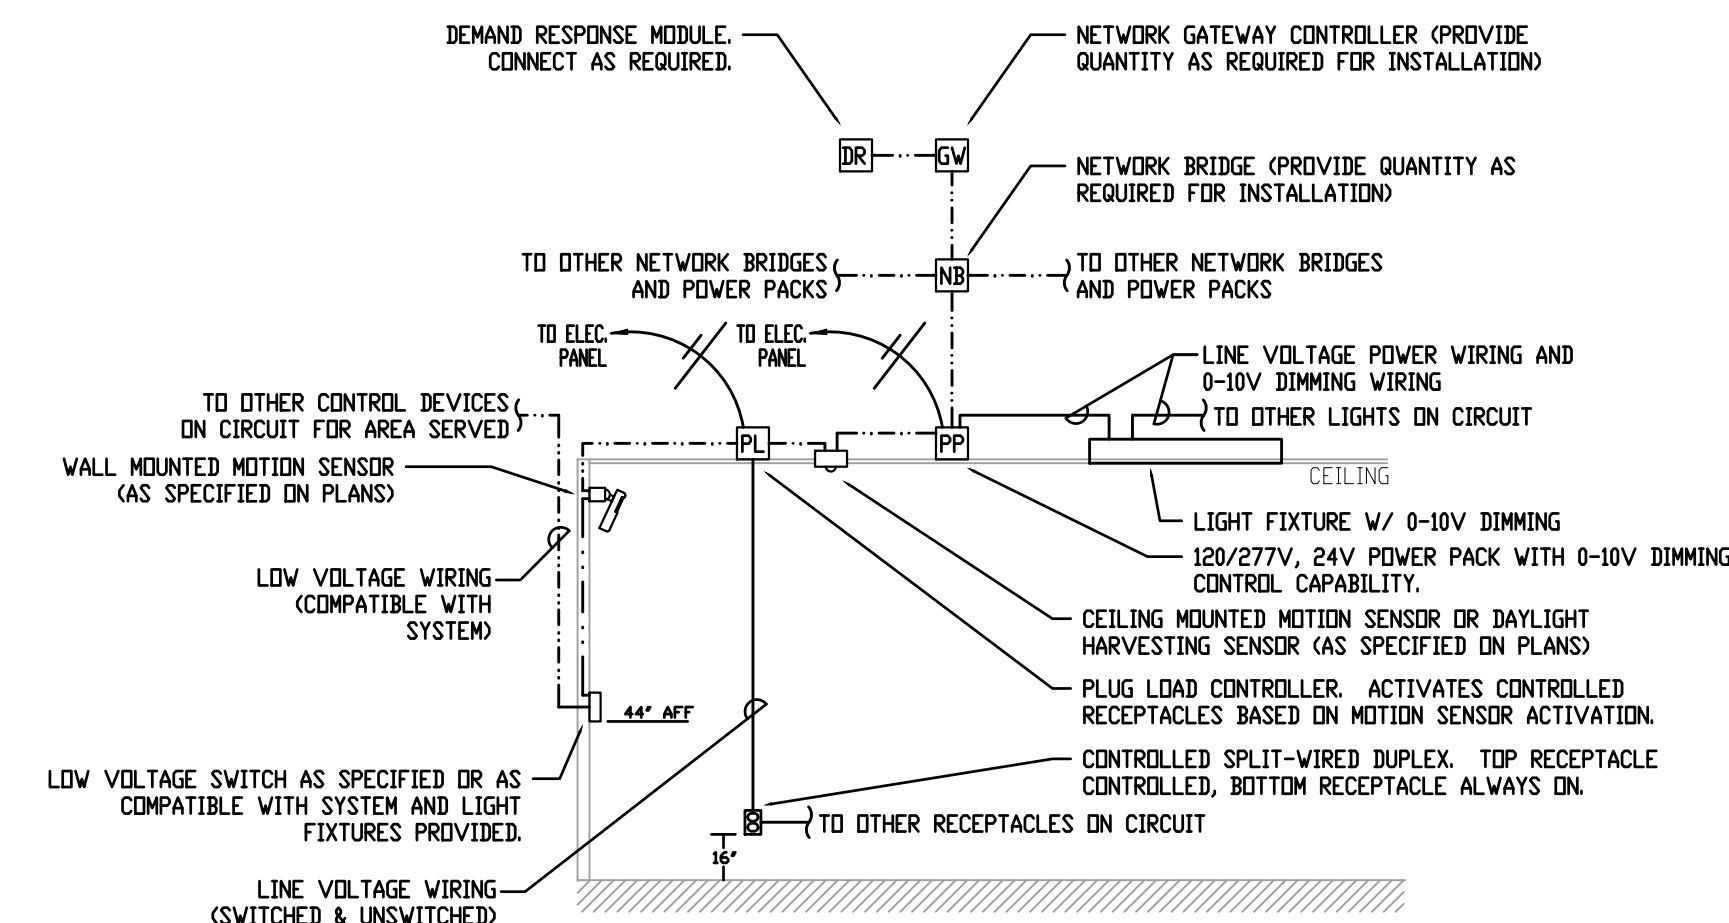 DEMAND RESPONSE MODULE.
CONNECT AS REQUIRED.
NETWORK GATEWAY CONTROLLER (PROVIDE
QUANTITY AS REQUIRED FOR INSTALLATION)
DR
GW
NETWORK BRIDGE (PROVIDE QUANTITY AS
REQUIRED FOR INSTALLATION)
TO OTHER NETWORK BRIDGES
AND POWER PACKS
NB
TO OTHER NETWORK BRIDGES
AND POWER PACKS
TO ELEC.
PANEL
TO ELEC.
PANEL
LINE VOLTAGE POWER WIRING AND
0-10V DIMMING WIRING
TO OTHER CONTROL DEVICES
ON CIRCUIT FOR AREA SERVED
TO OTHER LIGHTS ON CIRCUIT
PL
PP
WALL MOUNTED MOTION SENSOR
(AS SPECIFIED ON PLANS)
CEILING
LIGHT FIXTURE W/ 0-10V DIMMING
120/277V, 24V POWER PACK WITH 0-10V DIMMING
CONTROL CAPABILITY.
LOW VOLTAGE WIRING
(COMPATIBLE WITH
SYSTEM)
CEILING MOUNTED MOTION SENSOR OR DAYLIGHT
HARVESTING SENSOR (AS SPECIFIED ON PLANS)
PLUG LOAD CONTROLLER. ACTIVATES CONTROLLED
RECEPTACLES BASED ON MOTION SENSOR ACTIVATION.
44" AFF
CONTROLLED SPLIT-WIRED DUPLEX. TOP RECEPTACLE
CONTROLLED, BOTTOM RECEPTACLE ALWAYS ON.
LOW VOLTAGE SWITCH AS SPECIFIED OR AS
COMPATIBLE WITH SYSTEM AND LIGHT
FIXTURES PROVIDED.
TO OTHER RECEPTACLES ON CIRCUIT
16"
LINE VOLTAGE WIRING
(SWITCHED & UNSWITCHED)